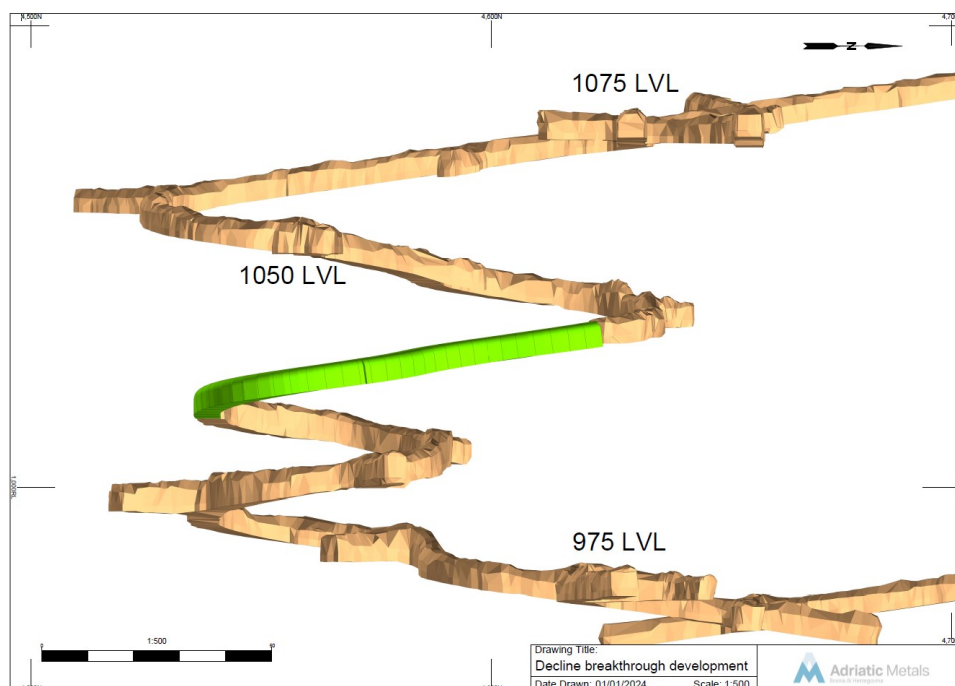 4,500N
4,600N
4,700
N
1075 LVL
1050 LVL
975 LVL
1:500
Drawing Title:
Decline breakthrough development
Date Drawn: 01/01/2024 Scale: 1:500
Adriatic Metals